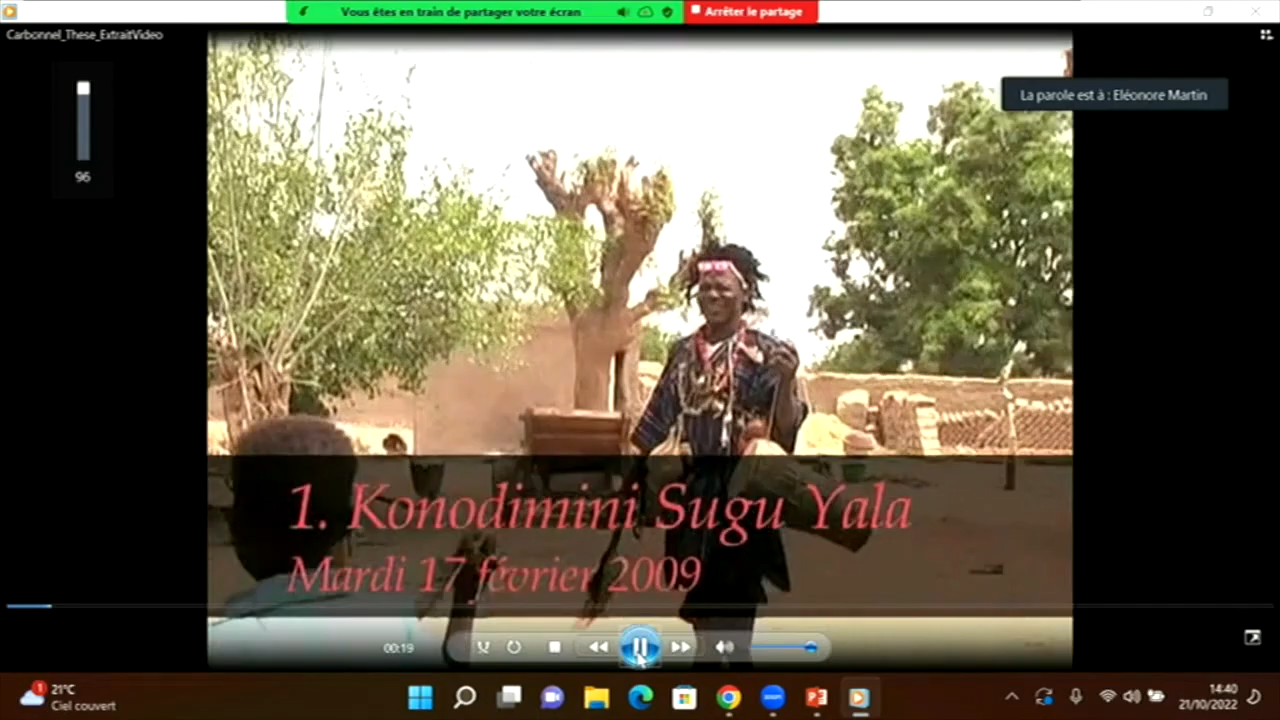 Vous êtes en train de partager votre écran
Arrêter le partage
Carbonnel_These_ExtraitVideo
La parole est à : Eléonore Martin
96
1. Konodimini Sugu Yala
Mardi 17 février 2009
00:19
1
21°C
Ciel couvert
14:40
21/10/2022